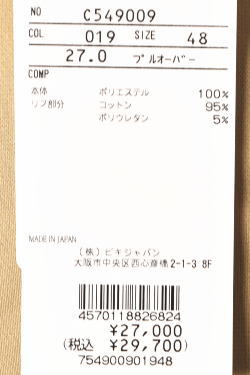 NO C549009
COL 019 SIZE 48
27.0 プルオーバー
COMP
本体 ポリエステル 100%
リブ部分 コットン 95%
ポリウレタン 5%
MADE IN JAPAN
(株)ビキジャパン
大阪市中央区西心斎橋2-1-3 8F
4570118826824
¥27,000
(税込 ¥29,700)
754900901948